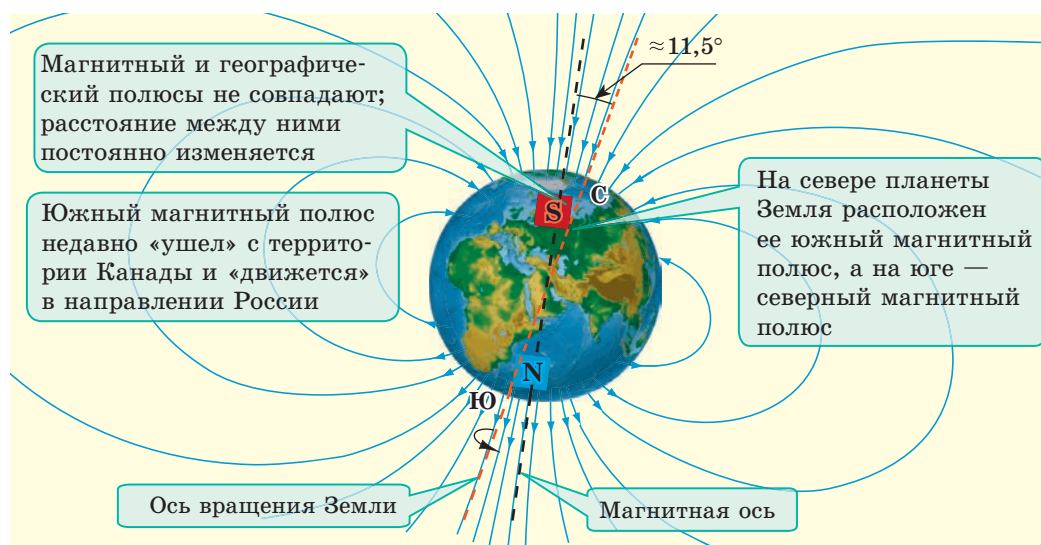 ≈11,5°
Магнитный и географиче-
ский полюсы не совпадают;
расстояние между ними
постоянно изменяется
Южный магнитный полюс
недавно «ушел» с террито-
рии Канады и «движется»
в направлении России
С
S
На севере планеты
Земля расположен
ее южный магнитный
полюс, а на юге —
северный магнитный
полюс
N
Ю
Ось вращения Земли
Магнитная ось